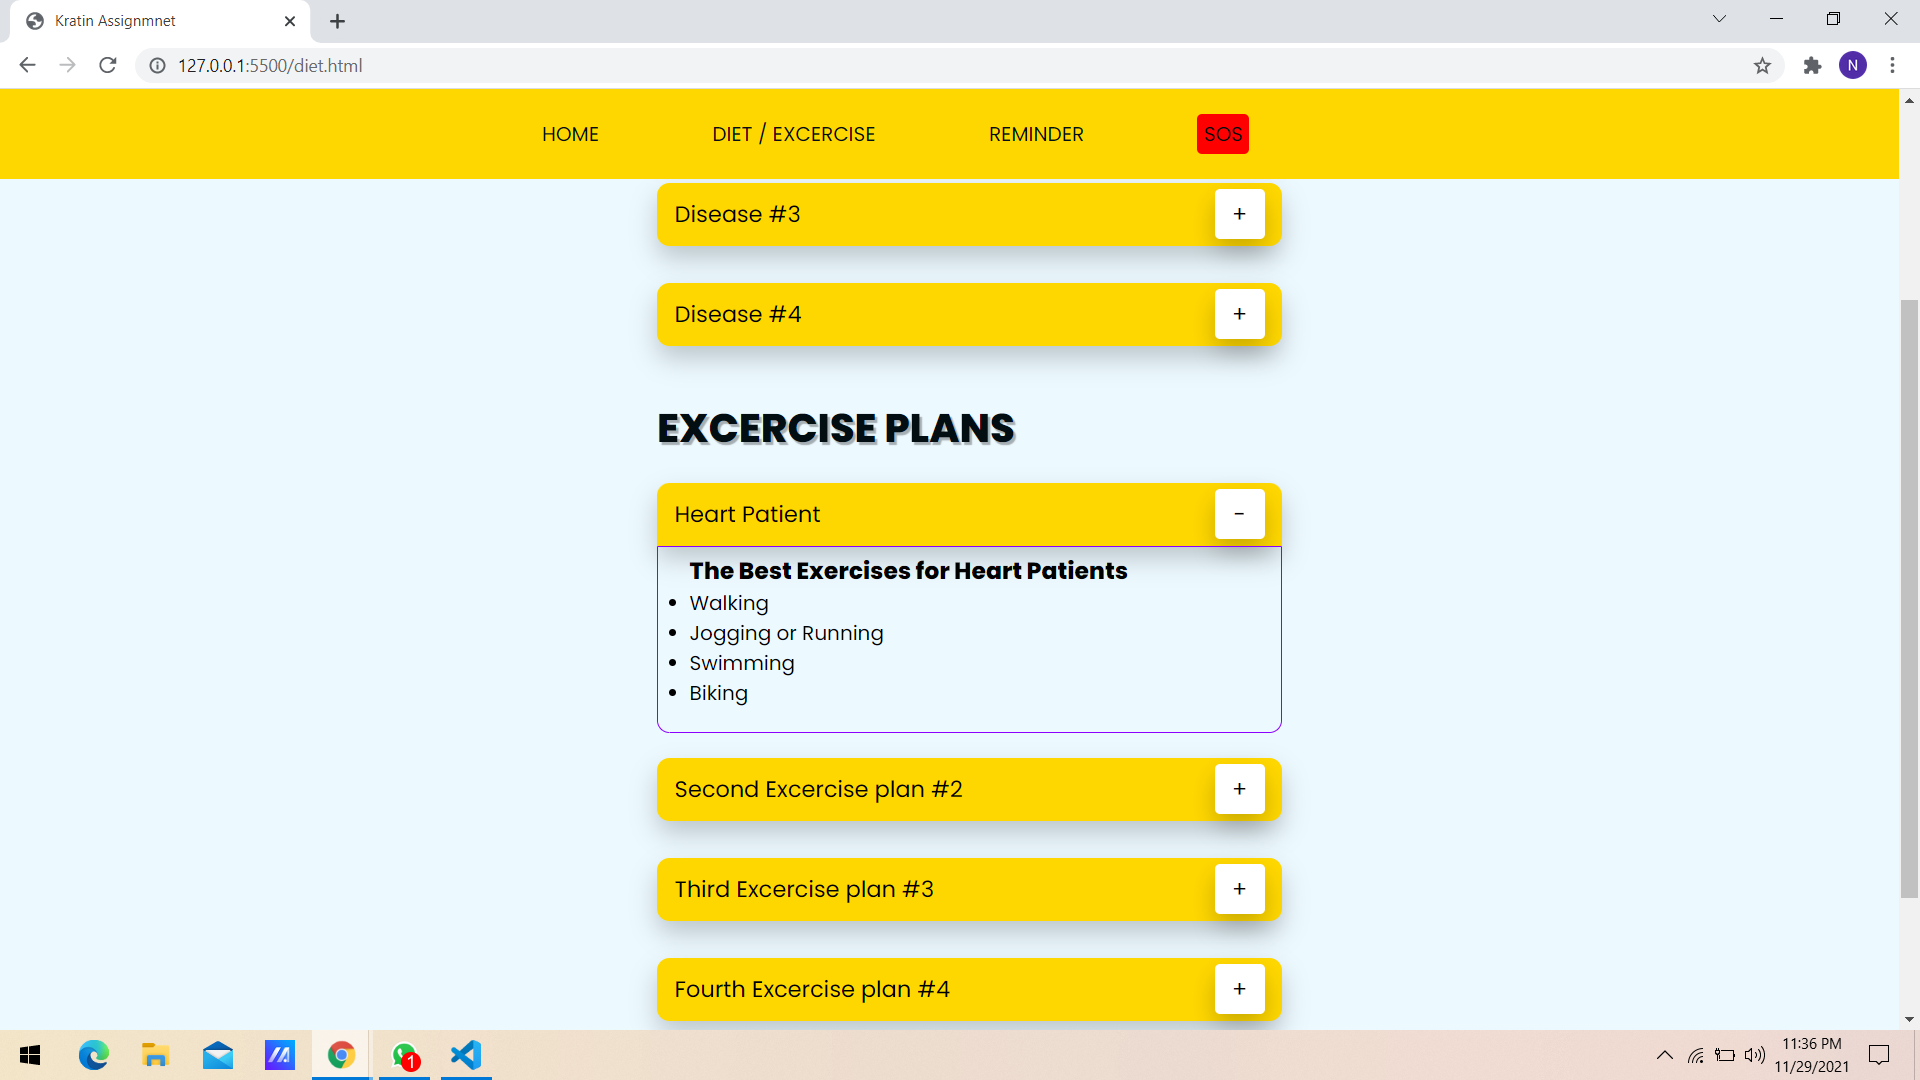 Kratin Assignmnet
127.0.0.1:5500/diet.html
N
HOME DIET / EXCERCISE REMINDER SOS
Disease #3 +
Disease #4 +
EXCERCISE PLANS
Heart Patient -
The Best Exercises for Heart Patients
• Walking
• Jogging or Running
• Swimming
• Biking
Second Excercise plan #2 +
Third Excercise plan #3 +
Fourth Excercise plan #4 +
1
11:36 PM
11/29/2021